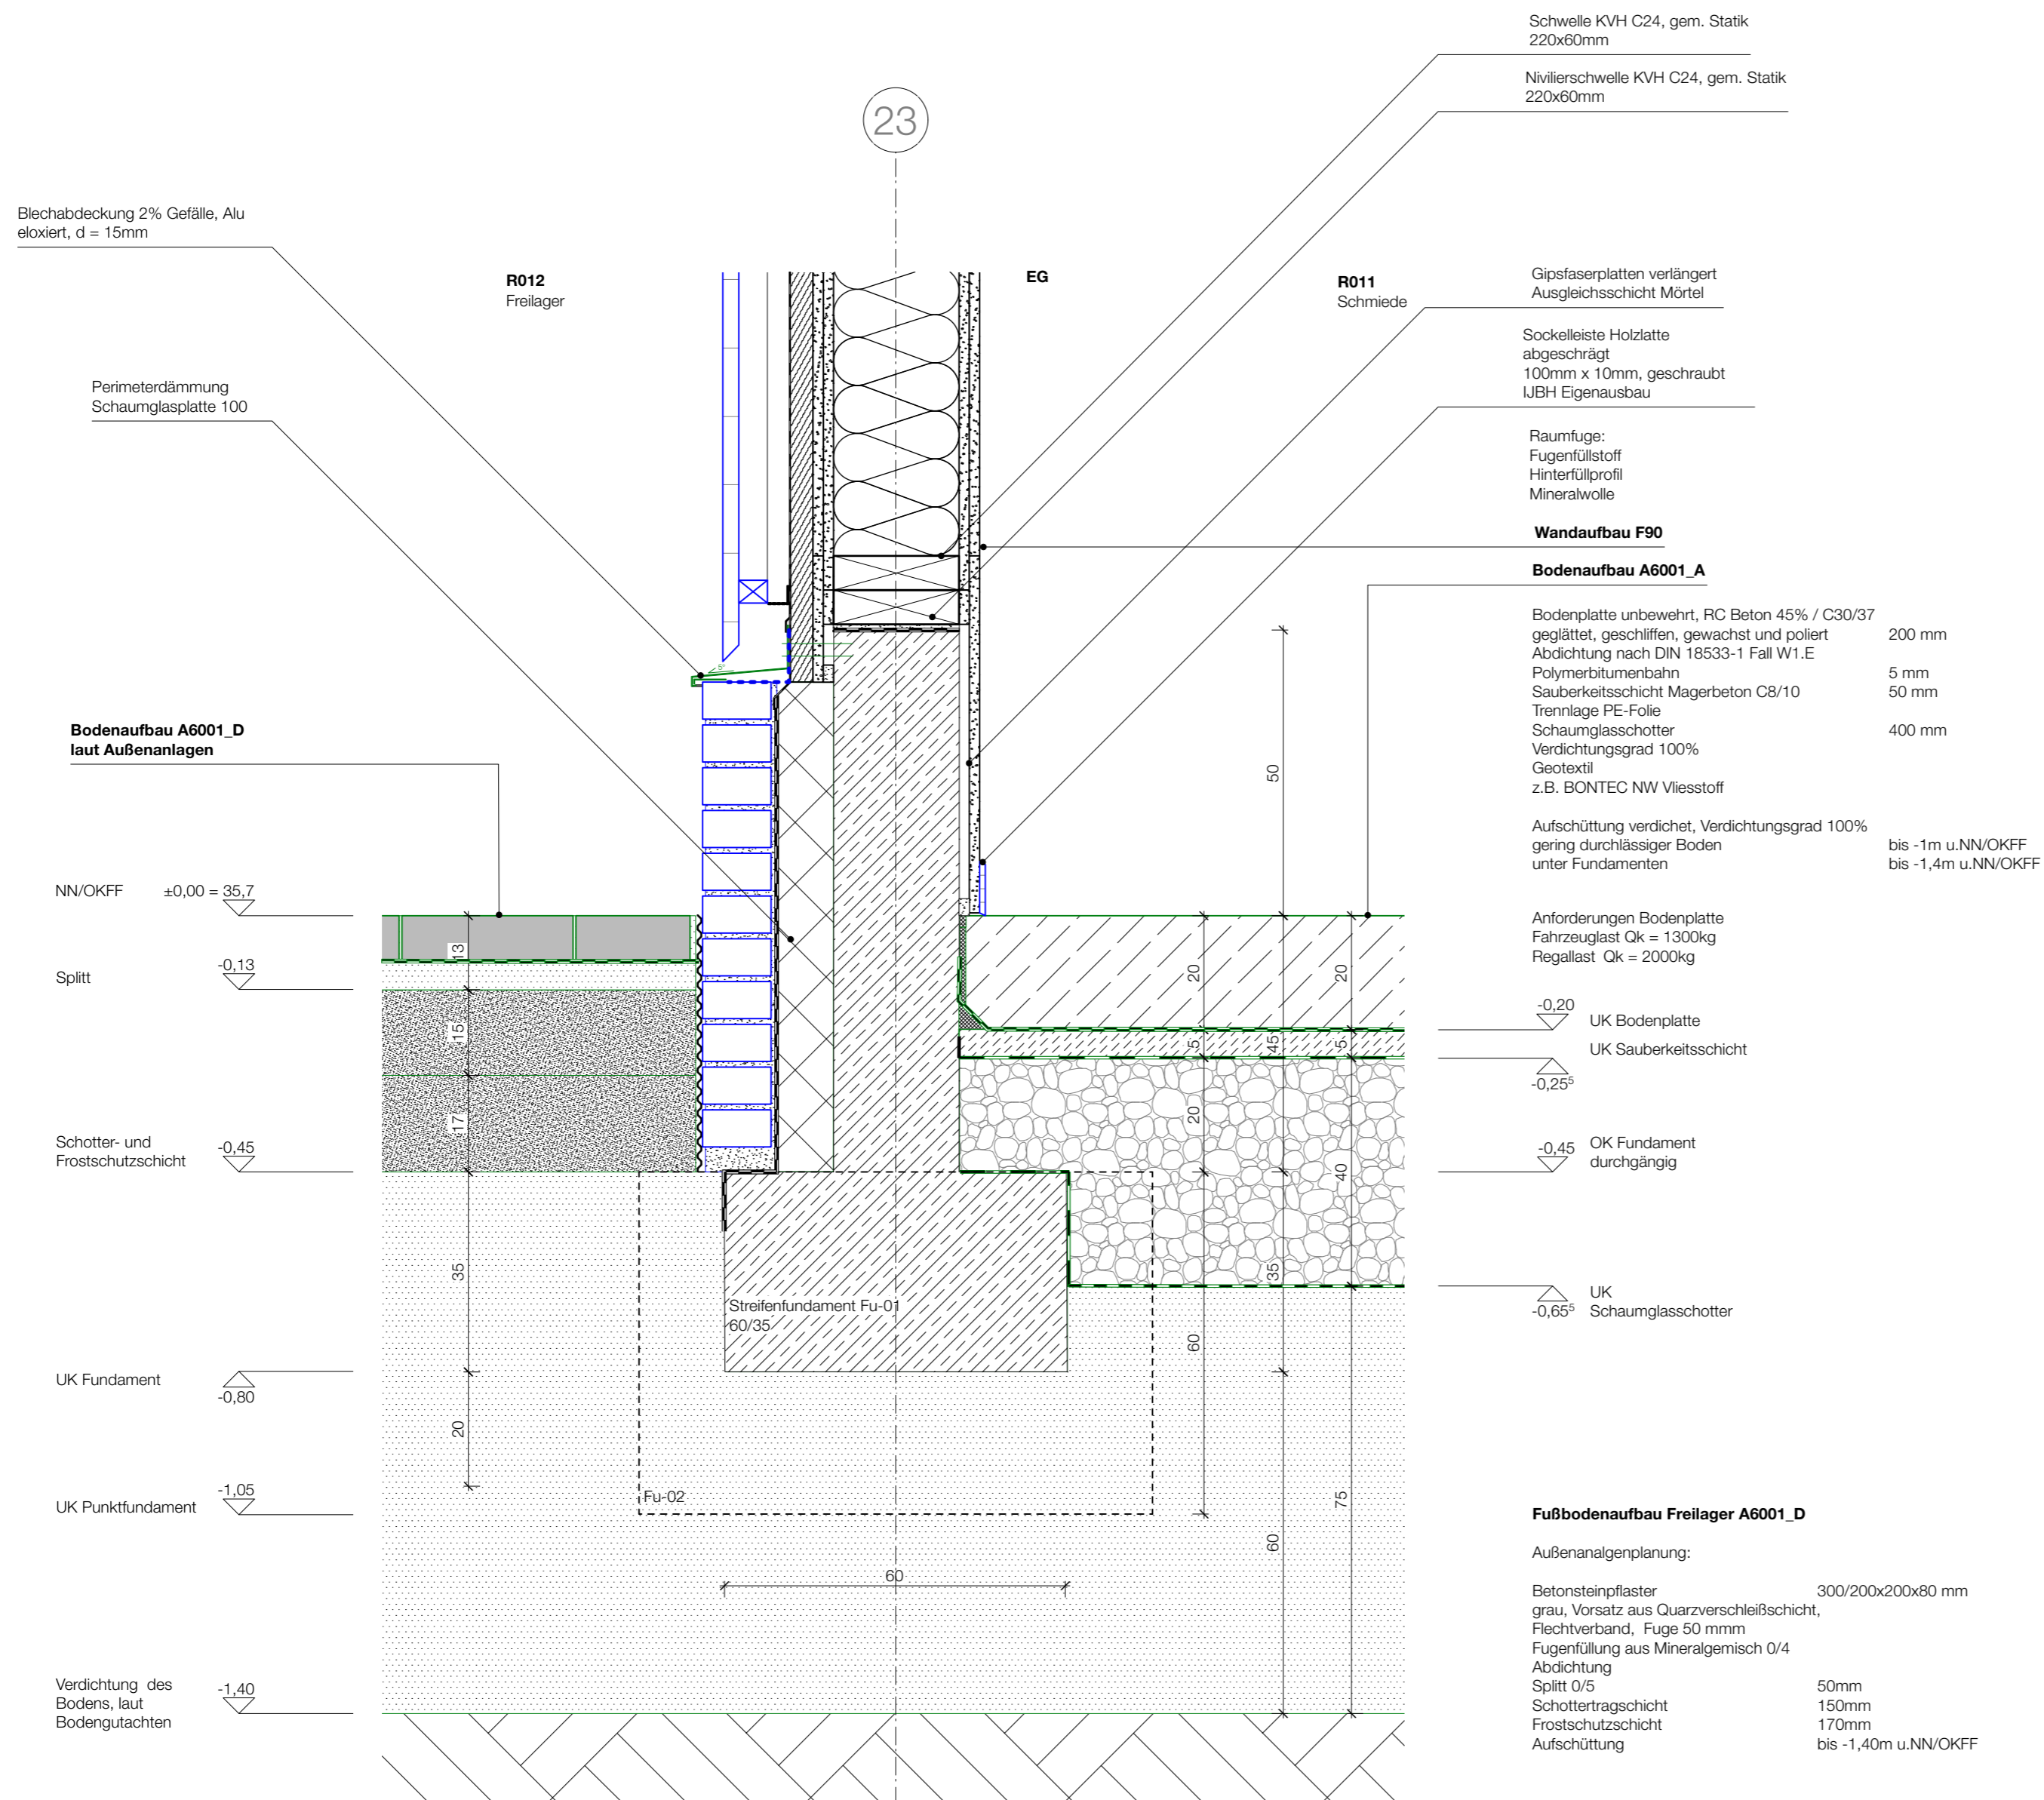 Schwelle KVH C24, gem. Statik
220x60mm
Nivilierschwelle KVH C24, gem. Statik
220x60mm
23
Blechabdeckung 2% Gefälle, Alu
eloxiert, d = 15mm
R012
Freilager
EG
R011
Schmiede
Gipsfaserplatten verlängert
Ausgleichsschicht Mörtel
Sockelleiste Holzlatte
abgeschrägt
100mm x 10mm, geschraubt
IJBH Eigenausbau
Perimeterdämmung
Schaumglasplatte 100
Raumfuge:
Fugenfüllstoff
Hinterfüllprofil
Mineralwolle
Wandaufbau F90
Bodenaufbau A6001_A
Bodenplatte unbewehrt, RC Beton 45% / C30/37
geglättet, geschliffen, gewachst und poliert 200 mm
Abdichtung nach DIN 18533-1 Fall W1.E
Polymerbitumenbahn 5 mm
Sauberkeitsschicht Magerbeton C8/10 50 mm
Trennlage PE-Folie
Schaumglasschotter 400 mm
Verdichtungsgrad 100%
Geotextil
z.B. BONTEC NW Vliesstoff
Aufschüttung verdichet, Verdichtungsgrad 100%
gering durchlässiger Boden bis -1m u.NN/OKFF
unter Fundamenten bis -1,4m u.NN/OKFF
Anforderungen Bodenplatte
Fahrzeuglast Qk = 1300kg
Regallast Qk = 2000kg
5°
Bodenaufbau A6001_D
laut Außenanlagen
NN/OKFF ±0,00 = 35,7
Splitt -0,13
Schotter- und
Frostschutzschicht -0,45
UK Fundament
-0,80
UK Punktfundament -1,05
Verdichtung des
Bodens, laut
Bodengutachten
-1,40
13
15
17
35
20
50
20
5
20
60
45
35
60
20
5
40
75
60
Streifenfundament Fu-01
60/35
Fu-02
-0,20
UK Bodenplatte
UK Sauberkeitsschicht
-0,25⁵
-0,45 OK Fundament
durchgängig
UK
-0,65⁵ Schaumglasschotter
Fußbodenaufbau Freilager A6001_D
Außenanalgenplanung:
Betonsteinpflaster 300/200x200x80 mm
grau, Vorsatz aus Quarzverschleißschicht,
Flechtverband, Fuge 50 mmm
Fugenfüllung aus Mineralgemisch 0/4
Abdichtung
Splitt 0/5 50mm
Schottertragschicht 150mm
Frostschutzschicht 170mm
Aufschüttung bis -1,40m u.NN/OKFF